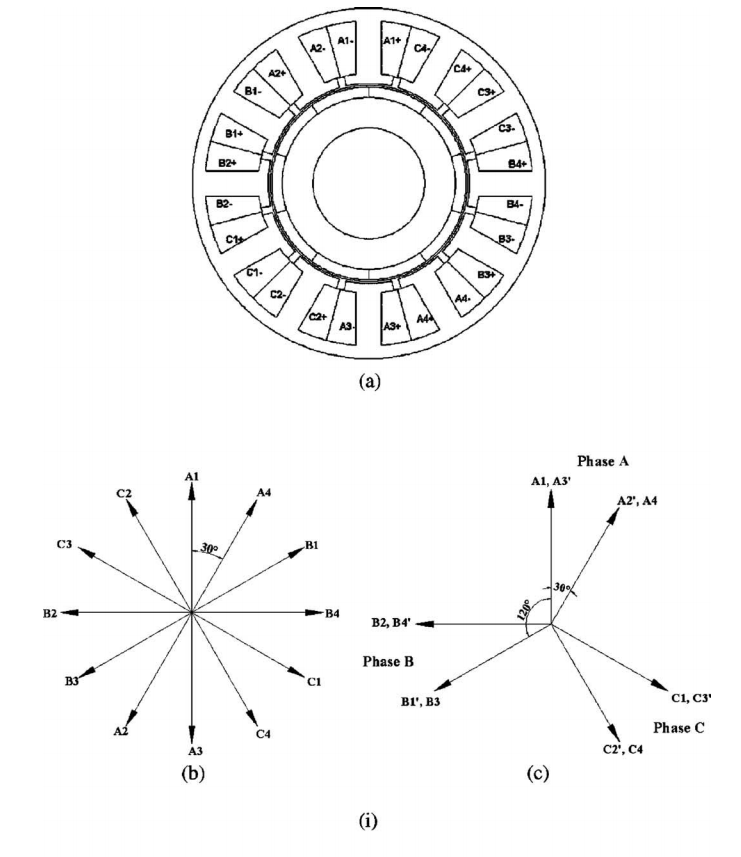 A2- A1- A1+ C4-
B1- A2+ C4+ C3+
B1+ C3-
B2+ B4+
B2- B4-
C1+ B3-
C1- C2- A4- B3+
C2+ A3- A3+ A4+
(a)
A1
C2 A4
C3 30° B1
B2 B4
B3 C1
A2 C4
A3
(b)
Phase A
A1, A3'
A2', A4
30°
120°
B2, B4'
Phase B
B1', B3
C1, C3'
Phase C
C2', C4
(c)
(i)